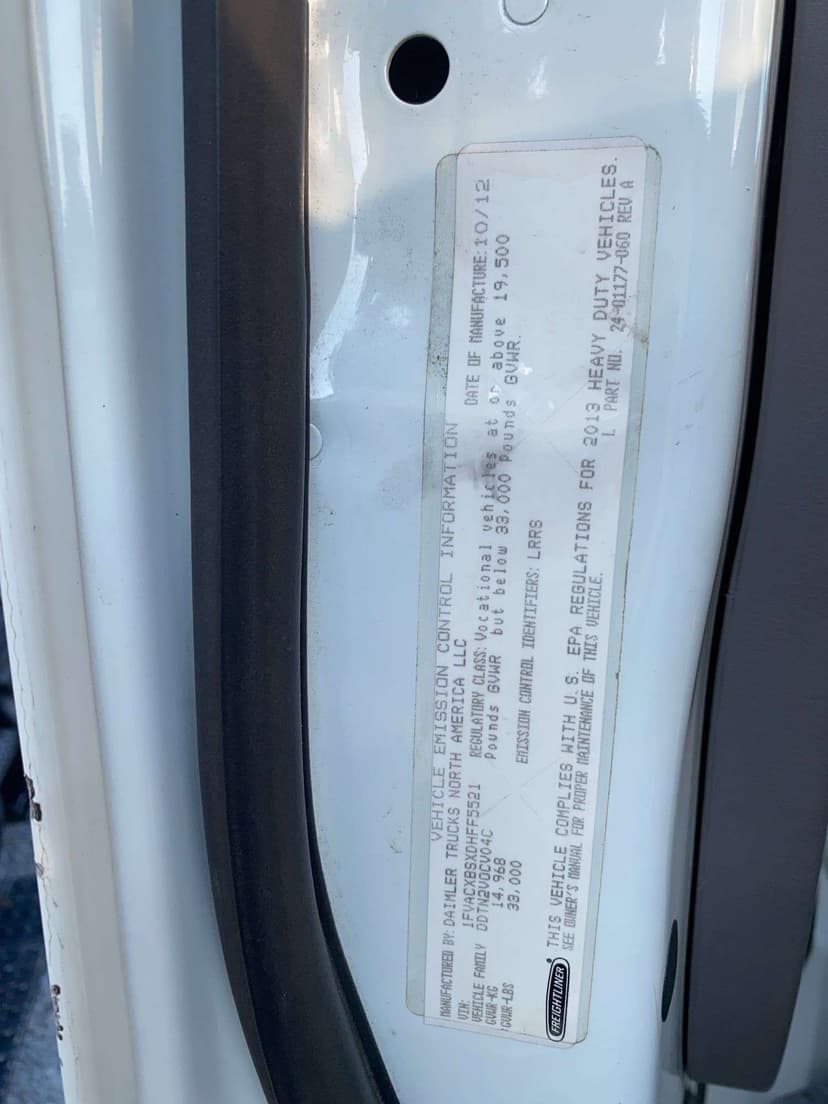 VEHICLE EMISSION CONTROL INFORMATION
MANUFACTURED BY: DAIMLER TRUCKS NORTH AMERICA LLC DATE OF MANUFACTURE: 10/12
VIN: 1FVACXBSXDHFF5521 REGULATORY CLASS: Vocational vehicles at or above 19,500
VEHICLE FAMILY DDTN2VOCV04C Pounds GVWR but below 33,000 Pounds GVWR.
GVWR-KG 14,968
GVWR-LBS 33,000 EMISSION CONTROL IDENTIFIERS: LRRS
FREIGHTLINER
THIS VEHICLE COMPLIES WITH U.S. EPA REGULATIONS FOR 2013 HEAVY DUTY VEHICLES.
SEE OWNER'S MANUAL FOR PROPER MAINTENANCE OF THIS VEHICLE. L PART NO. 24-01177-060 REV A